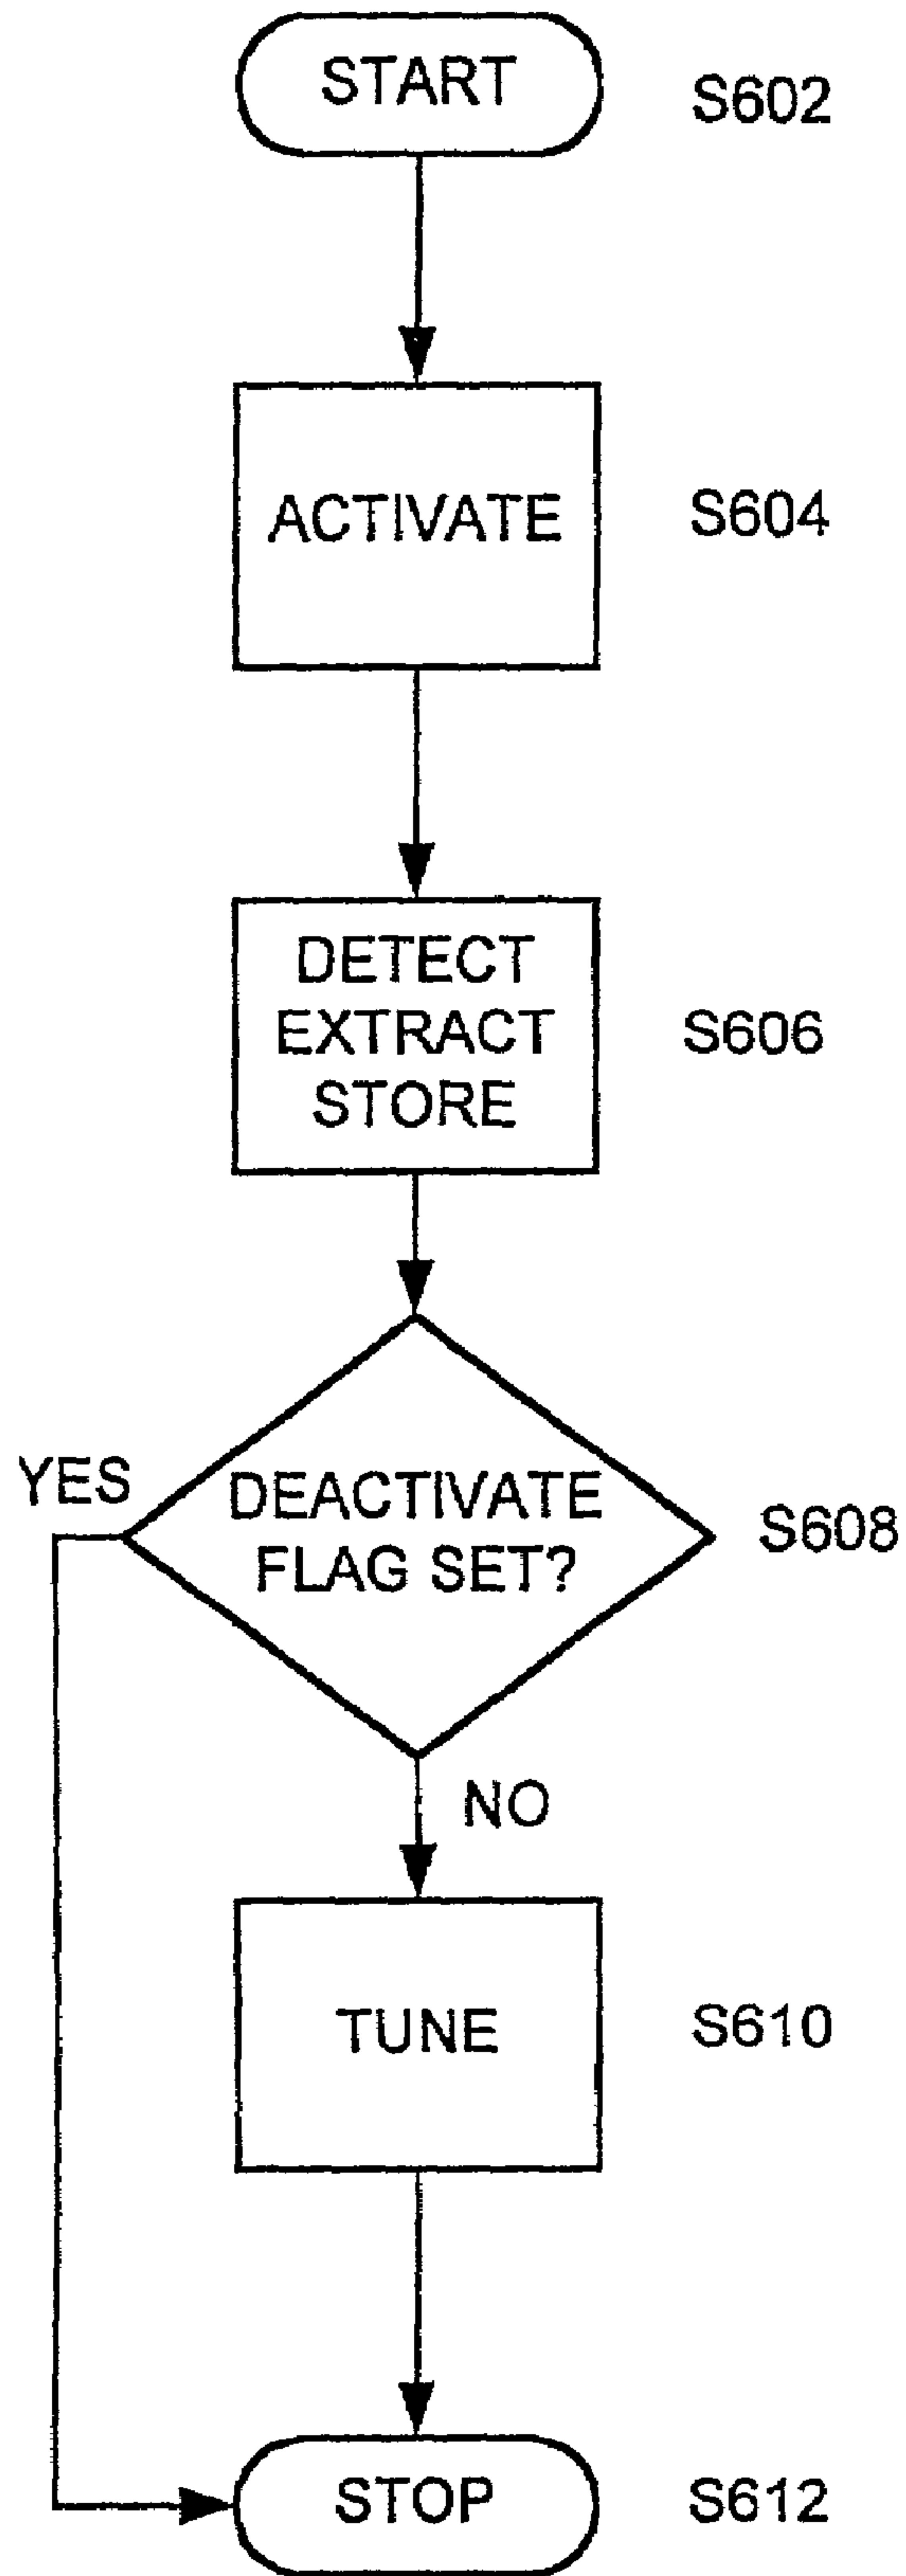 START S602
ACTIVATE S604
DETECT
EXTRACT S606
STORE
YES
DEACTIVATE
FLAG SET? S608
NO
TUNE S610
STOP S612